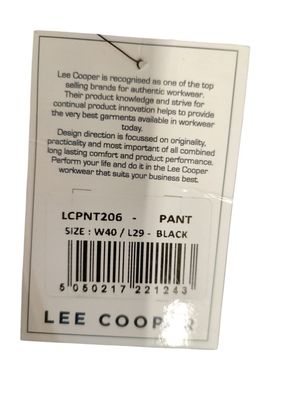 Lee Cooper is recognised as one of the top
selling brands for authentic workwear.
Their product knowledge and strive for
continual product innovation helps to provide
the very best garments available in workwear
today.
Design direction is focussed on originality,
practicality and most important of all combined
long lasting comfort and product performance.
Perform your life and do it in the Lee Cooper
workwear that suits your business best.
LCPNT206 - PANT
SIZE : W40 / L29 - BLACK
5 050217 221243
LEE COOPER